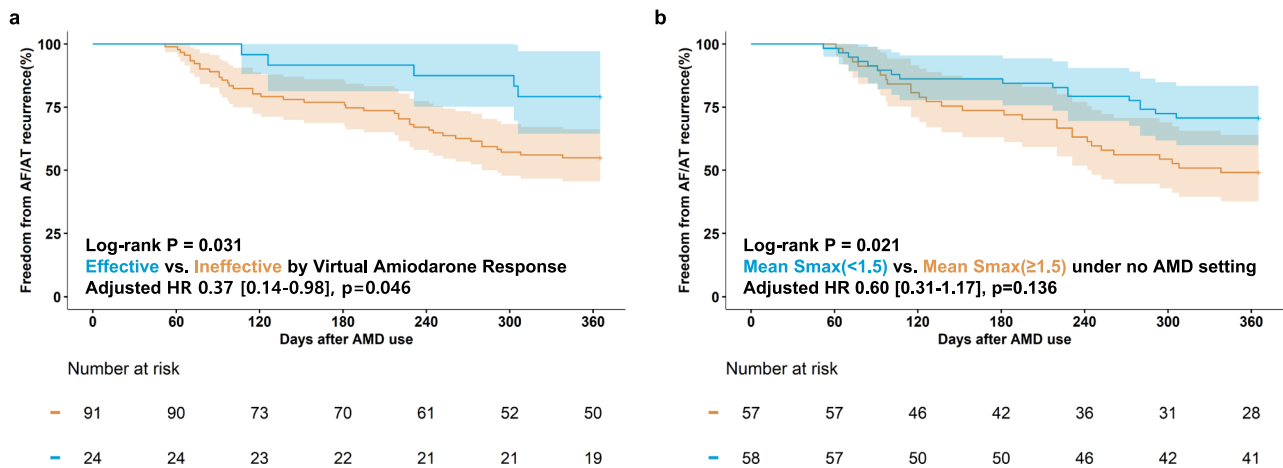 a
Freedom from AF/AT recurrence(%)
100
75
50
25
0
Log-rank P = 0.031
Effective vs. Ineffective by Virtual Amiodarone Response
Adjusted HR 0.37 [0.14-0.98], p=0.046
0 60 120 180 240 300 360
Days after AMD use
Number at risk
91 90 73 70 61 52 50
24 24 23 22 21 21 19
b
Freedom from AF/AT recurrence(%)
100
75
50
25
0
Log-rank P = 0.021
Mean Smax(<1.5) vs. Mean Smax(≥1.5) under no AMD setting
Adjusted HR 0.60 [0.31-1.17], p=0.136
0 60 120 180 240 300 360
Days after AMD use
Number at risk
57 57 46 42 36 31 28
58 57 50 50 46 42 41